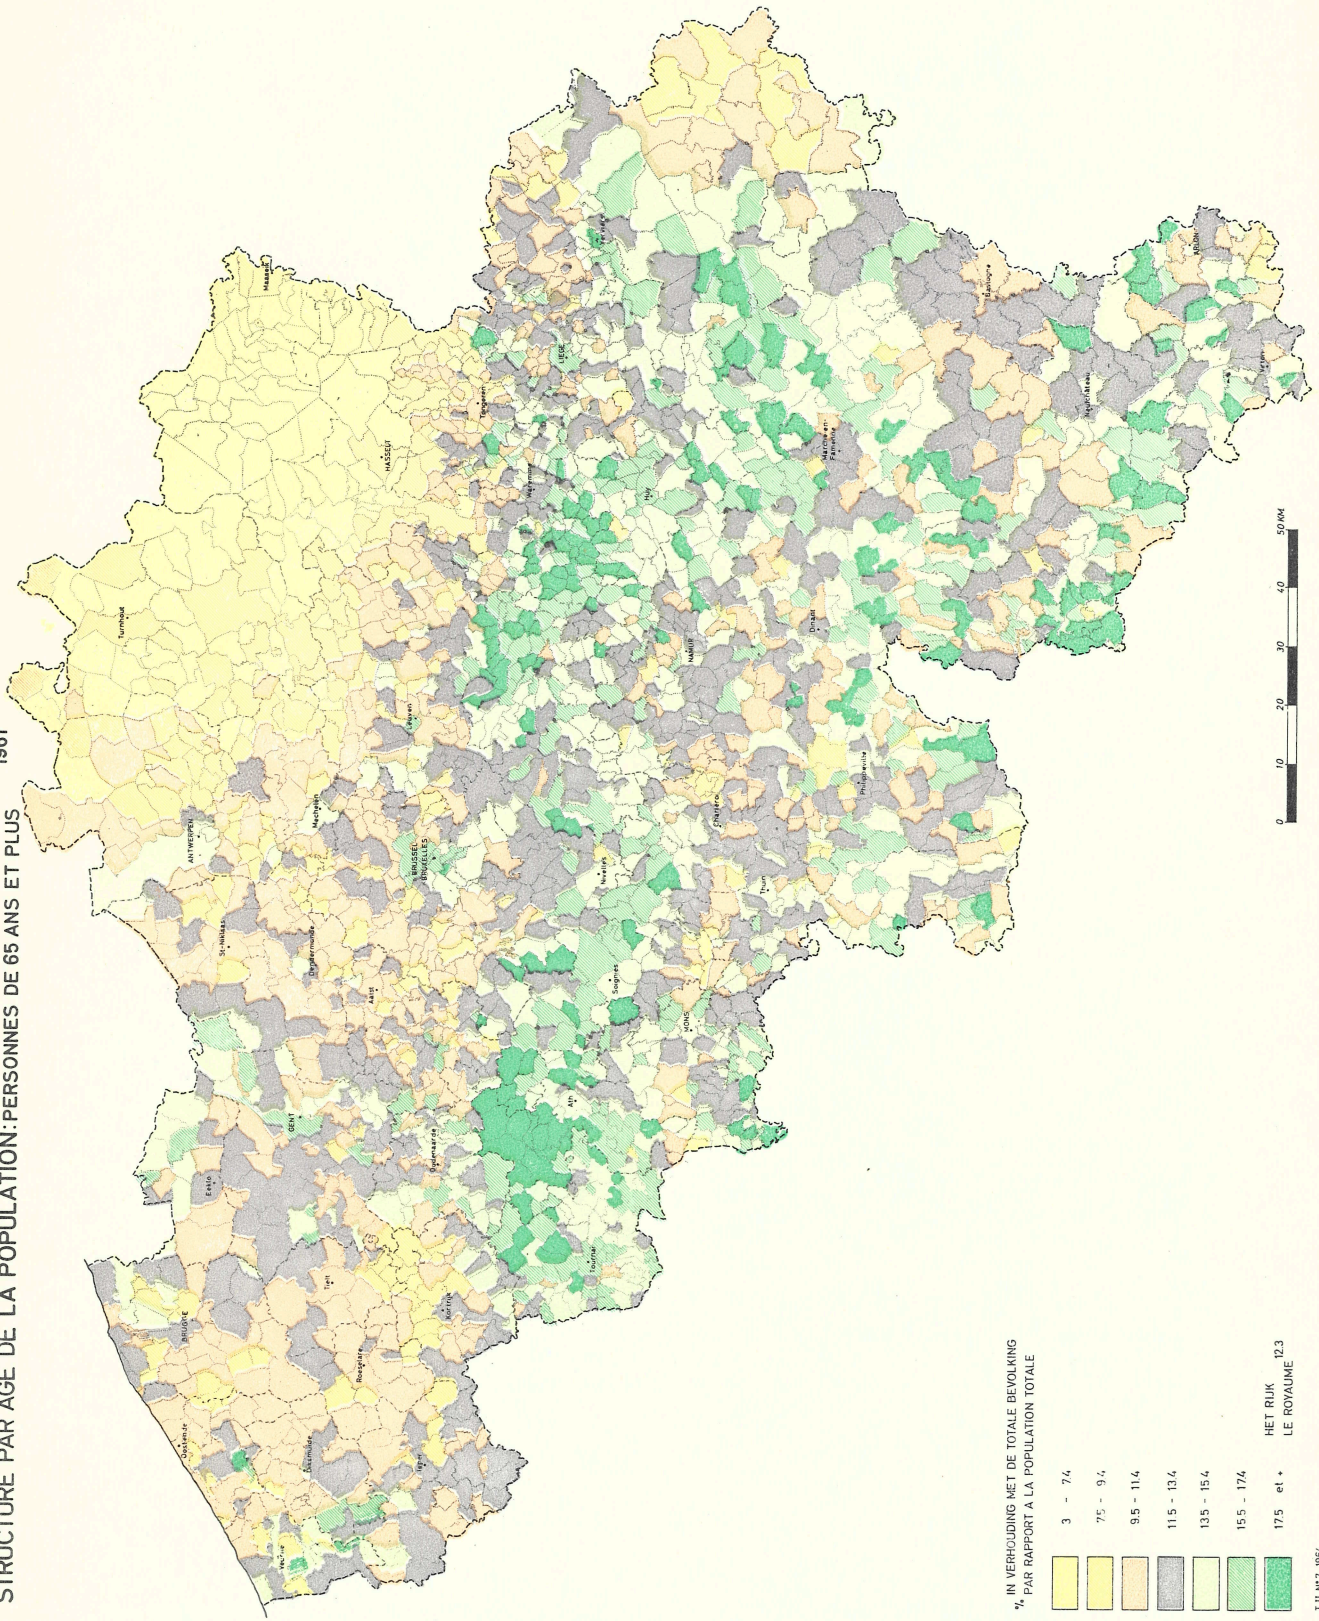 STRUCTURE PAR AGE DE LA POPULATION: PERSONNES DE 65 ANS ET PLUS 1961
Maaseik
Turnhout
HASSELT
Tongeren
Verviers
LIEGE
Waremme
Huy
Leuven
Mechelen
ANTWERPEN
BRUSSEL
BRUXELLES
St-Niklaas
Dendermonde
Aalst
GENT
Eeklo
Oudenaarde
BRUGGE
Tielt
Kortrijk
Roeselare
Oostende
Diksmuide
Ieper
Veurne
Tournai
Ath
MONS
Soignies
Nivelles
Thuin
Charleroi
Philippeville
NAMUR
Dinant
Marche-en-
Famenne
Bastogne
Neufchâteau
ARLON
Virton
0 10 20 30 40 50 KM.
% IN VERHOUDING MET DE TOTALE BEVOLKING
PAR RAPPORT A LA POPULATION TOTALE
3 - 7.4
7.5 - 9.4
9.5 - 11.4
11.5 - 13.4
13.5 - 15.4
15.5 - 17.4
17.5 et +
HET RIJK
LE ROYAUME 12.3